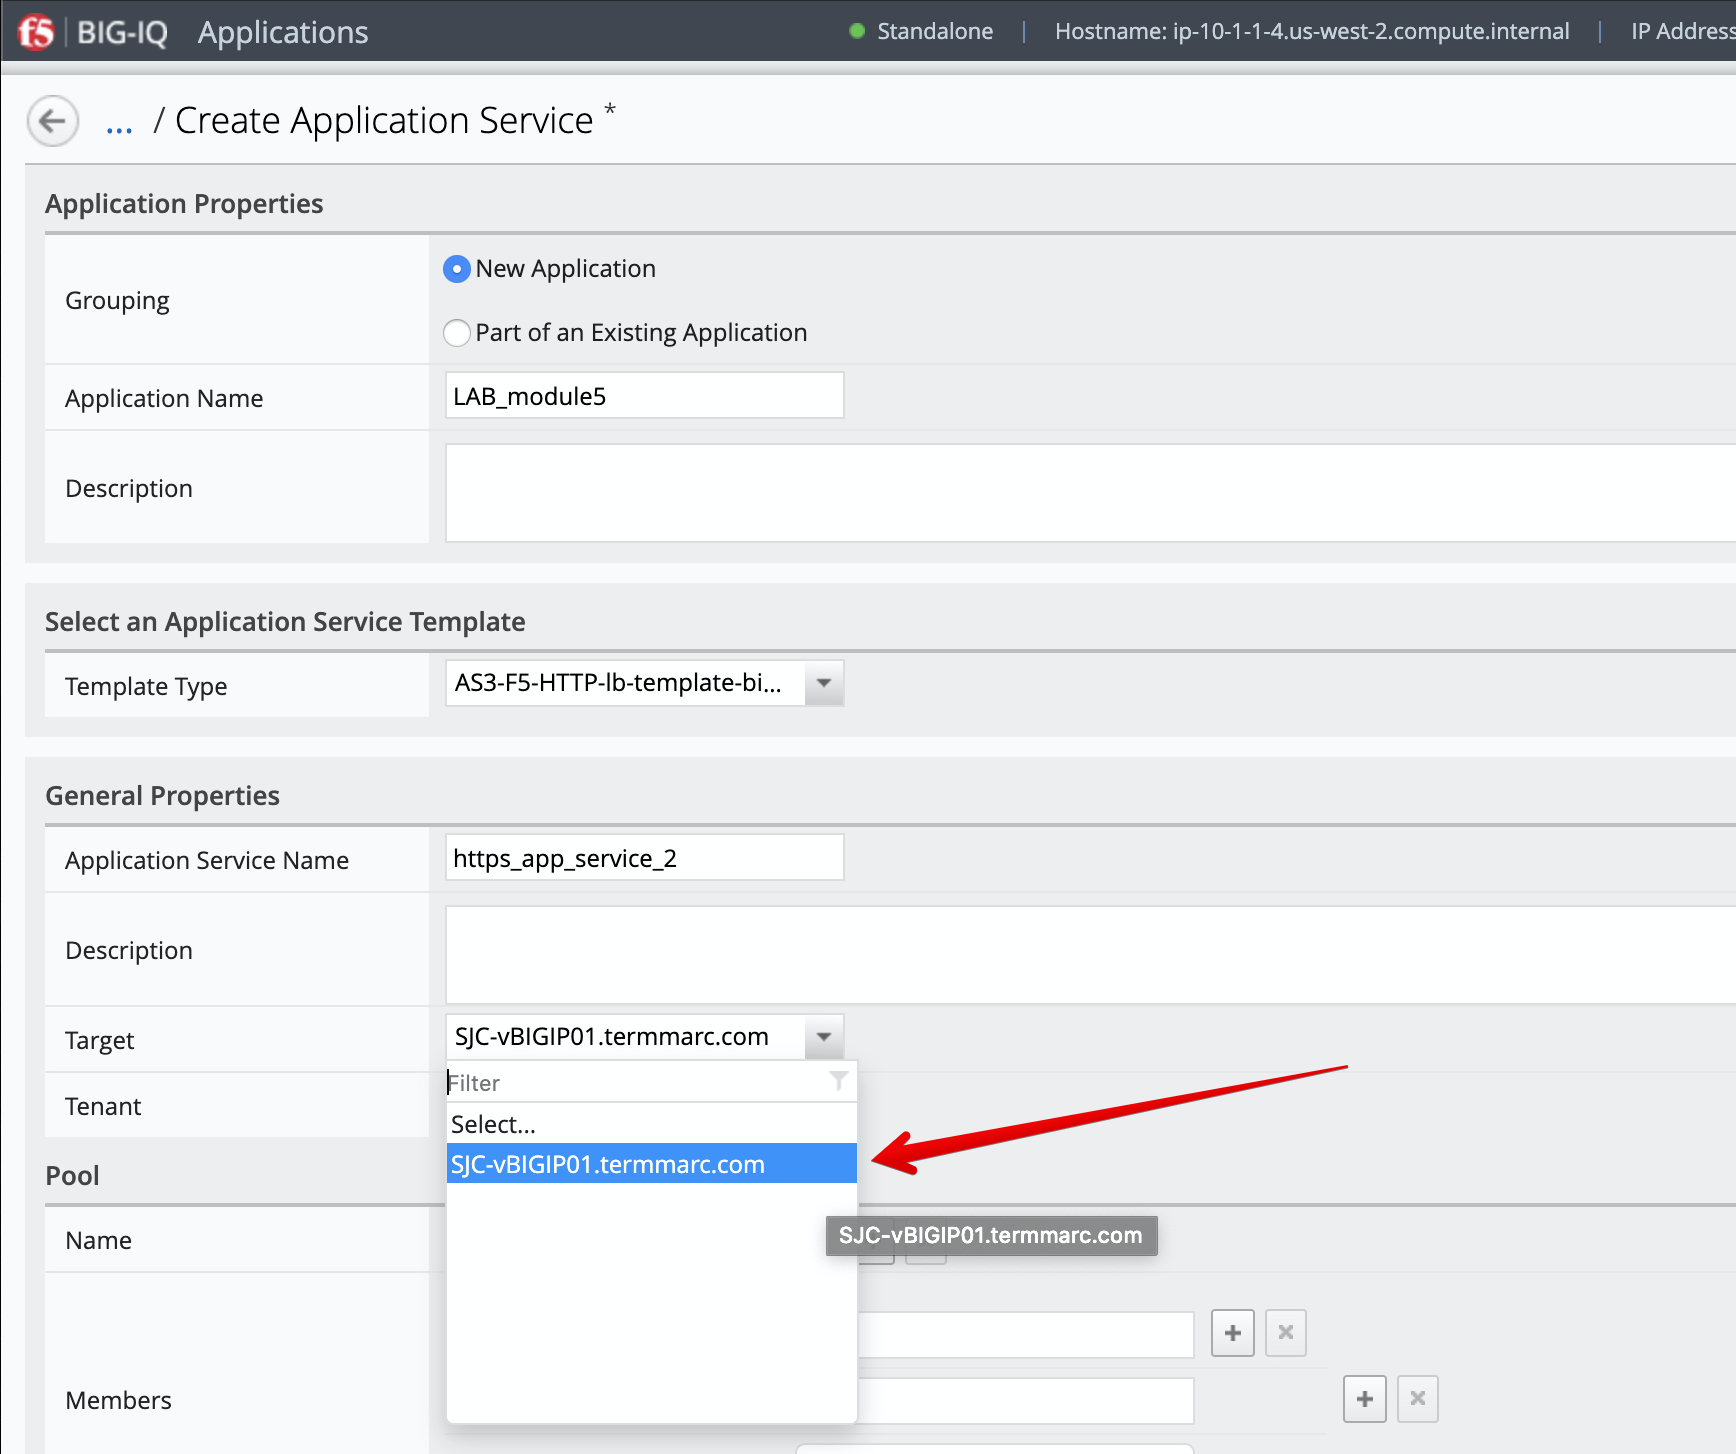 f5 BIG-IQ Applications Standalone Hostname: ip-10-1-1-4.us-west-2.compute.internal IP Address
... / Create Application Service *
Application Properties
Grouping
New Application
Part of an Existing Application
Application Name LAB_module5
Description
Select an Application Service Template
Template Type AS3-F5-HTTP-lb-template-bi...
General Properties
Application Service Name https_app_service_2
Description
Target SJC-vBIGIP01.termmarc.com
Filter
Tenant
Select...
SJC-vBIGIP01.termmarc.com
Pool
Name
SJC-vBIGIP01.termmarc.com
Members